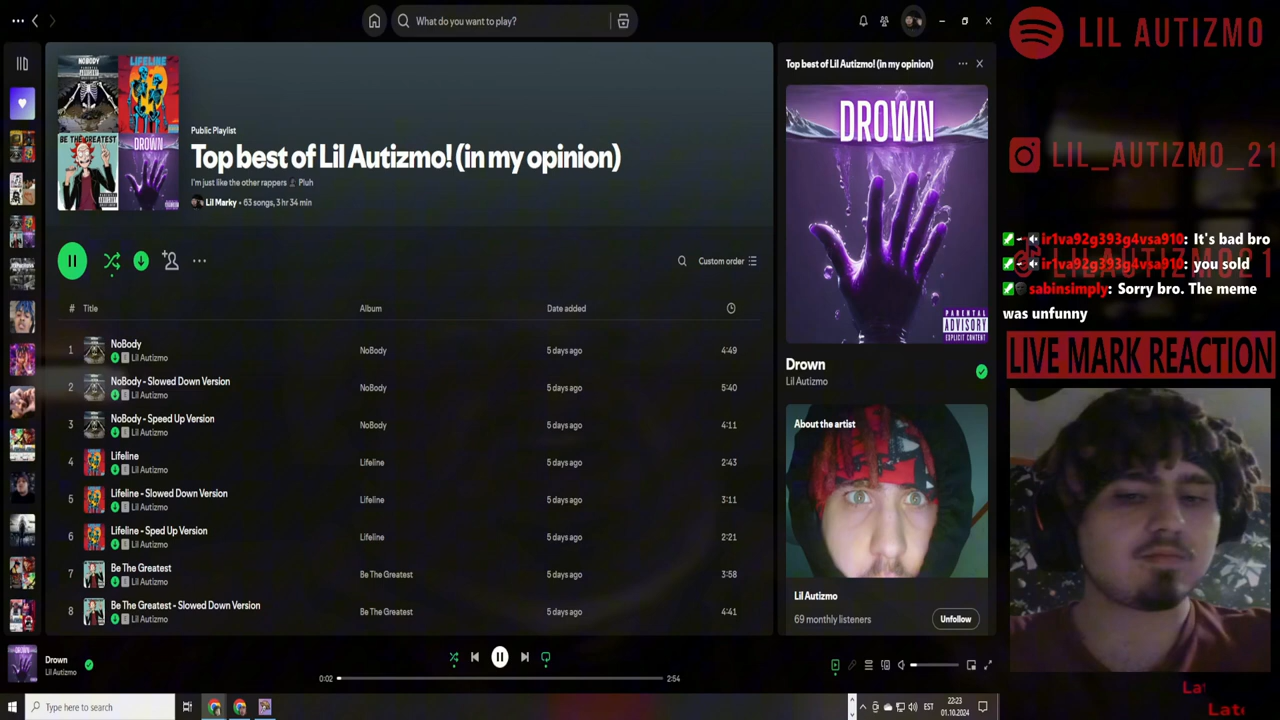 What do you want to play?
LIL AUTIZMO
NOBODY
LIFELINE
BE THE GREATEST
DROWN
Public Playlist
Top best of Lil Autizmo! (in my opinion)
I'm just like the other rappers
Pluh
Lil Marky • 63 songs, 3 hr 34 min
Custom order
# Title Album Date added
1 NoBody Lil Autizmo NoBody 5 days ago 4:49
2 NoBody - Slowed Down Version Lil Autizmo NoBody 5 days ago 5:40
3 NoBody - Speed Up Version Lil Autizmo NoBody 5 days ago 4:11
4 Lifeline Lil Autizmo Lifeline 5 days ago 2:43
5 Lifeline - Slowed Down Version Lil Autizmo Lifeline 5 days ago 3:11
6 Lifeline - Sped Up Version Lil Autizmo Lifeline 5 days ago 2:21
7 Be The Greatest Lil Autizmo Be The Greatest 5 days ago 3:58
8 Be The Greatest - Slowed Down Version Lil Autizmo Be The Greatest 5 days ago 4:41
Top best of Lil Autizmo! (in my opinion)
DROWN
PARENTAL
ADVISORY
EXPLICIT CONTENT
Drown
Lil Autizmo
About the artist
Lil Autizmo
69 monthly listeners
Unfollow
LIL_AUTIZMO_21
ir1va92g393g4vsa910: It's bad bro
ir1va92g393g4vsa910: you sold
sabinsimply: Sorry bro. The meme
was unfunny
LIVE MARK REACTION
Drown
Lil Autizmo
0:02
2:54
Type here to search
EST
22:23
01.10.2024